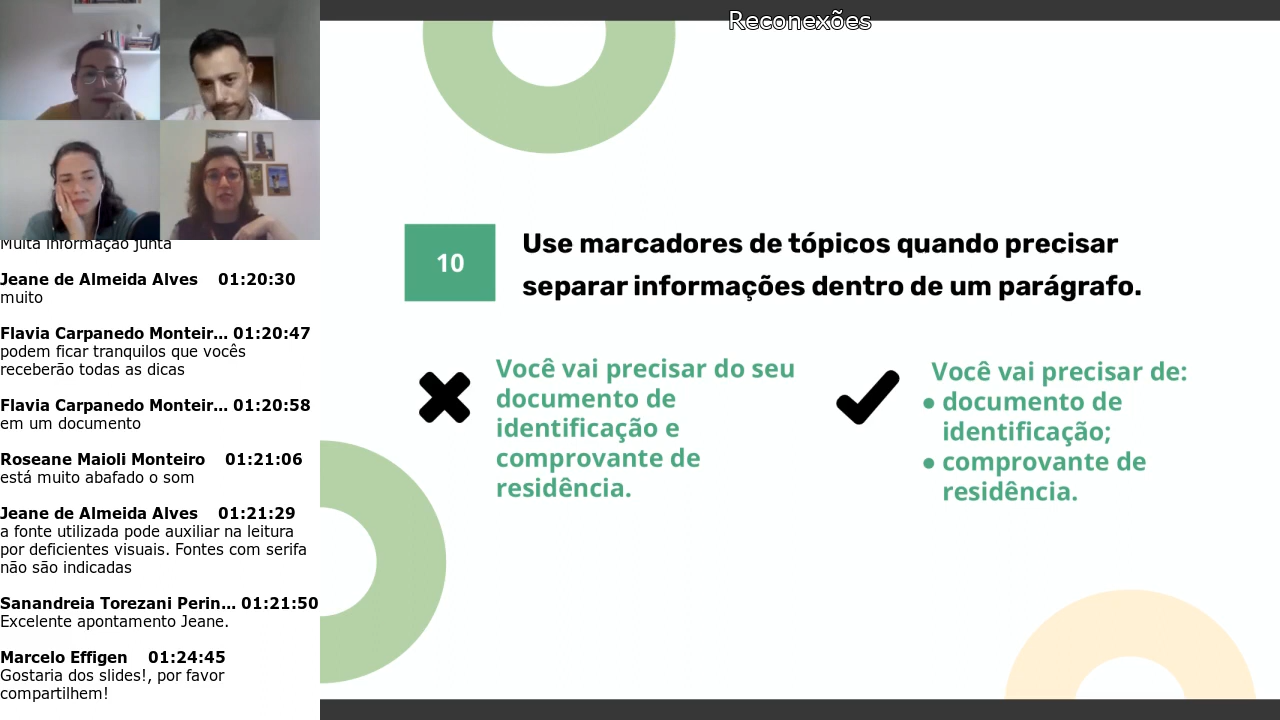 Reconexões
Muita informação junta
Jeane de Almeida Alves 01:20:30
muito
Flavia Carpanedo Monteir... 01:20:47
podem ficar tranquilos que vocês
receberão todas as dicas
Flavia Carpanedo Monteir... 01:20:58
em um documento
Roseane Maioli Monteiro 01:21:06
está muito abafado o som
Jeane de Almeida Alves 01:21:29
a fonte utilizada pode auxiliar na leitura
por deficientes visuais. Fontes com serifa
não são indicadas
Sanandreia Torezani Perin... 01:21:50
Excelente apontamento Jeane.
Marcelo Effigen 01:24:45
Gostaria dos slides!, por favor
compartilhem!
10
Use marcadores de tópicos quando precisar
separar informações dentro de um parágrafo.
Você vai precisar do seu
documento de
identificação e
comprovante de
residência.
Você vai precisar de:
• documento de
identificação;
• comprovante de
residência.